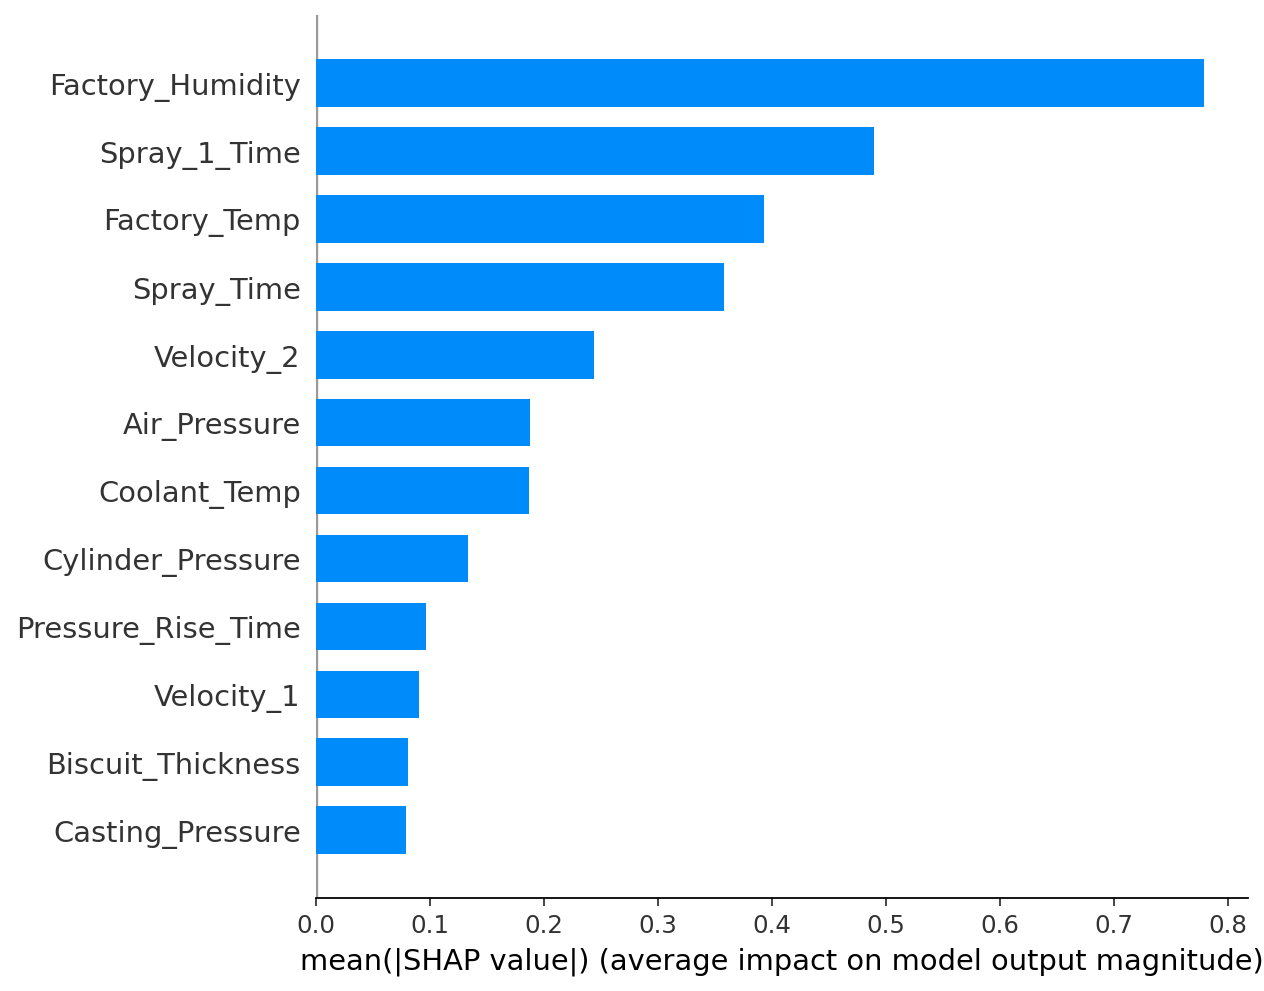 Factory_Humidity
Spray_1_Time
Factory_Temp
Spray_Time
Velocity_2
Air_Pressure
Coolant_Temp
Cylinder_Pressure
Pressure_Rise_Time
Velocity_1
Biscuit_Thickness
Casting_Pressure
0.0 0.1 0.2 0.3 0.4 0.5 0.6 0.7 0.8
mean(|SHAP value|) (average impact on model output magnitude)